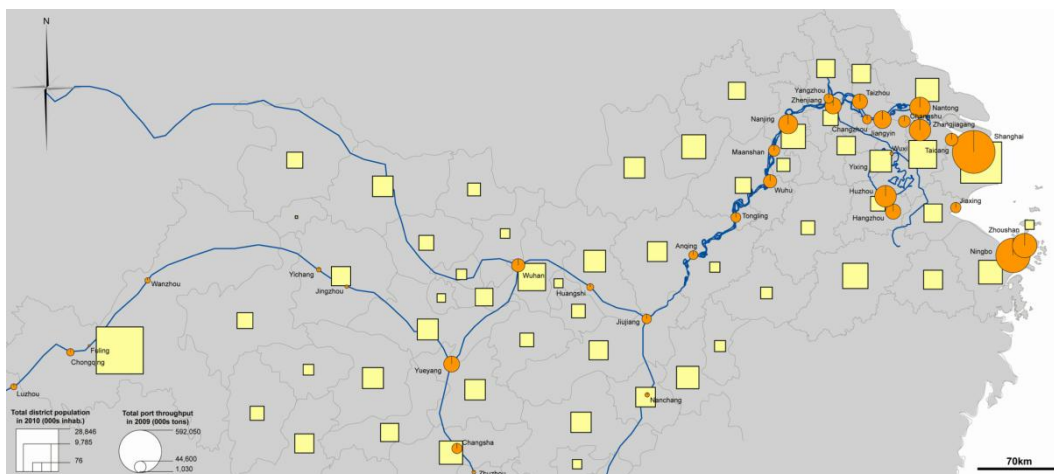 N
Yangzhou
Zhenjiang
Taizhou
Nantong
Nanjing
Changshu
Changzhou
Jiangyin
Zhangjiagang
Shanghai
Maanshan
Wuxi
Taicang
Yixing
Wuhu
Huzhou
Jiaxing
Hangzhou
Tongling
Zhoushan
Anqing
Ningbo
Wuhan
Yichang
Wanzhou
Jingzhou
Huangshi
Jiujiang
Fuling
Chongqing
Yueyang
Luzhou
Nanchang
Total district population
in 2010 (000s inhab.)
28,846
9,785
76
Total port throughput
in 2009 (000s tons)
592,050
44,600
1,030
Changsha
Zhuzhou
70km